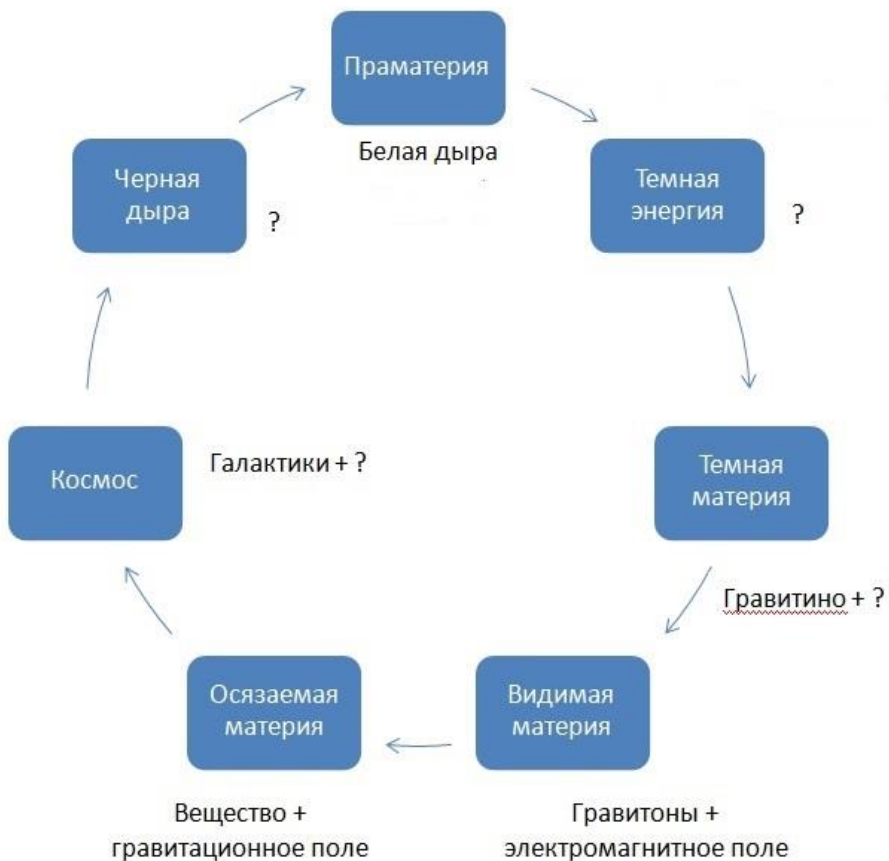 Праматерия
Белая дыра
Черная
дыра
?
Темная
энергия
?
Космос
Галактики + ?
Темная
материя
Гравитино + ?
Осязаемая
материя
Видимая
материя
Вещество +
гравитационное поле
Гравитоны +
электромагнитное поле